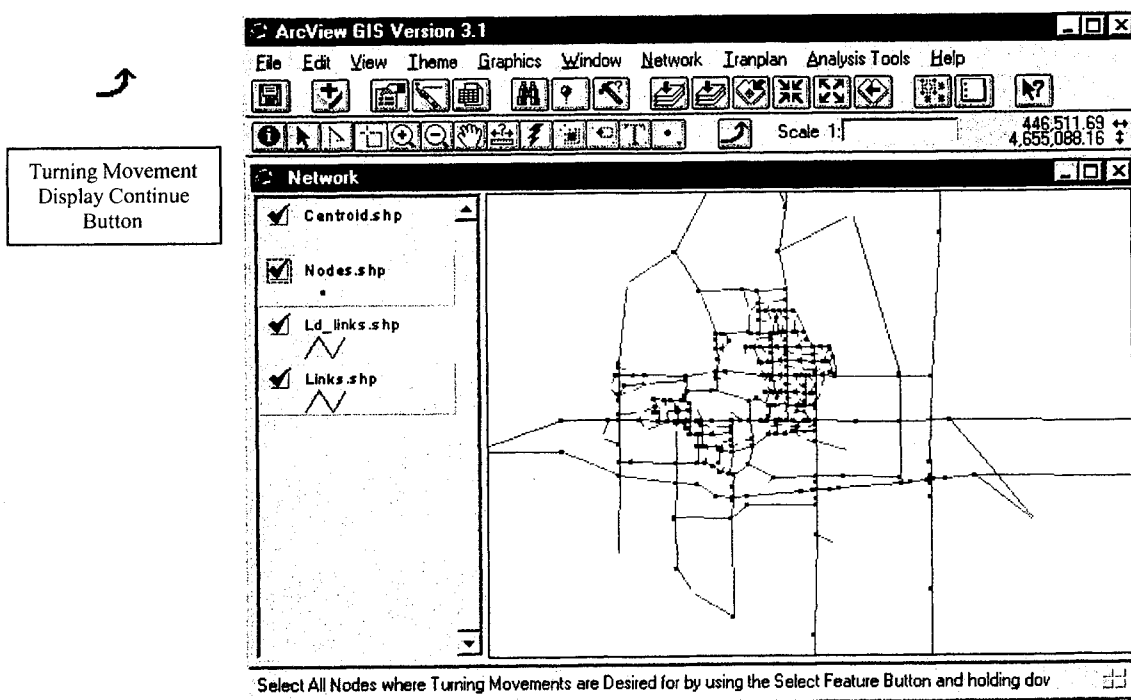 ArcView GIS Version 3.1
File Edit View Theme Graphics Window Network Tranplan Analysis Tools Help
Scale 1:
446,511.69
4,655,088.16
Turning Movement
Display Continue
Button
Network
Centroid.shp
Nodes.shp
Ld_links.shp
Links.shp
Select All Nodes where Turning Movements are Desired for by using the Select Feature Button and holding dov